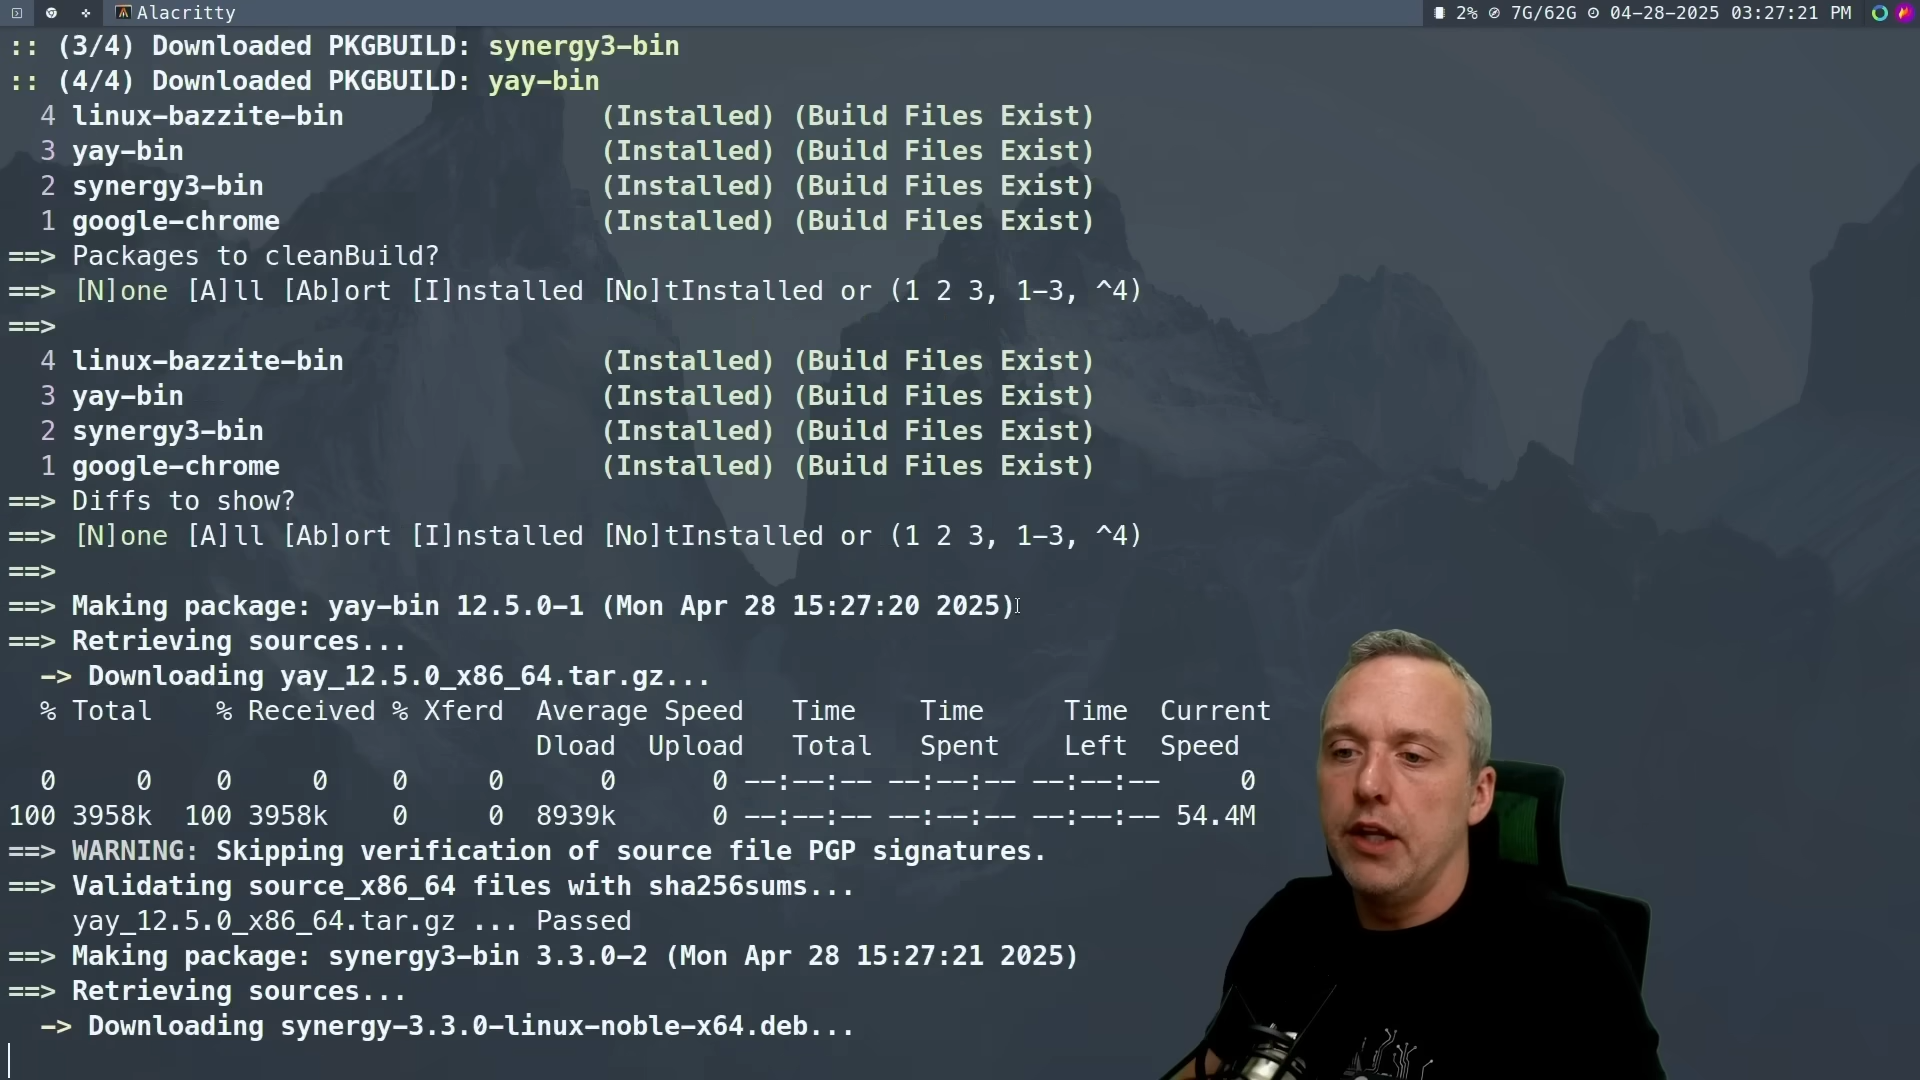 Alacritty
2% 7G/62G 04-28-2025 03:27:21 PM
:: (3/4) Downloaded PKGBUILD: synergy3-bin
:: (4/4) Downloaded PKGBUILD: yay-bin
4 linux-bazzite-bin (Installed) (Build Files Exist)
3 yay-bin (Installed) (Build Files Exist)
2 synergy3-bin (Installed) (Build Files Exist)
1 google-chrome (Installed) (Build Files Exist)
==> Packages to cleanBuild?
==> [N]one [A]ll [Ab]ort [I]nstalled [No]tInstalled or (1 2 3, 1-3, ^4)
==>
4 linux-bazzite-bin (Installed) (Build Files Exist)
3 yay-bin (Installed) (Build Files Exist)
2 synergy3-bin (Installed) (Build Files Exist)
1 google-chrome (Installed) (Build Files Exist)
==> Diffs to show?
==> [N]one [A]ll [Ab]ort [I]nstalled [No]tInstalled or (1 2 3, 1-3, ^4)
==>
==> Making package: yay-bin 12.5.0-1 (Mon Apr 28 15:27:20 2025)
==> Retrieving sources...
-> Downloading yay_12.5.0_x86_64.tar.gz...
% Total % Received % Xferd Average Speed Time Time Time Current
Dload Upload Total Spent Left Speed
0 0 0 0 0 0 0 0 --:--:-- --:--:-- --:--:-- 0
100 3958k 100 3958k 0 0 8939k 0 --:--:-- --:--:-- --:--:-- 54.4M
==> WARNING: Skipping verification of source file PGP signatures.
==> Validating source_x86_64 files with sha256sums...
yay_12.5.0_x86_64.tar.gz ... Passed
==> Making package: synergy3-bin 3.3.0-2 (Mon Apr 28 15:27:21 2025)
==> Retrieving sources...
-> Downloading synergy-3.3.0-linux-noble-x64.deb...